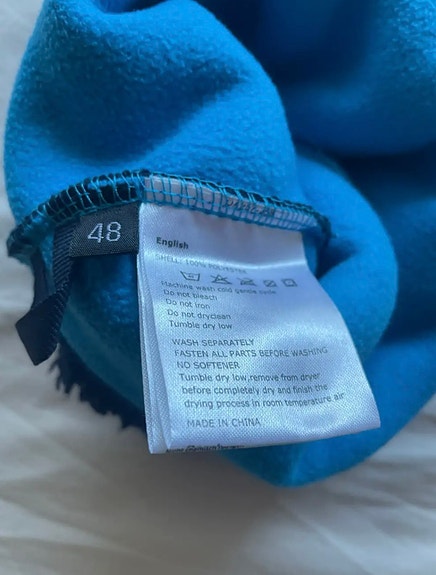 48
English
SHELL: 100% POLYESTER
Machine wash cold gentle cycle
Do not bleach
Do not iron
Do not dryclean
Tumble dry low
WASH SEPARATELY
FASTEN ALL PARTS BEFORE WASHING
NO SOFTENER
Tumble dry low,remove from dryer
before completely dry and finish the
drying process in room temperature air
MADE IN CHINA